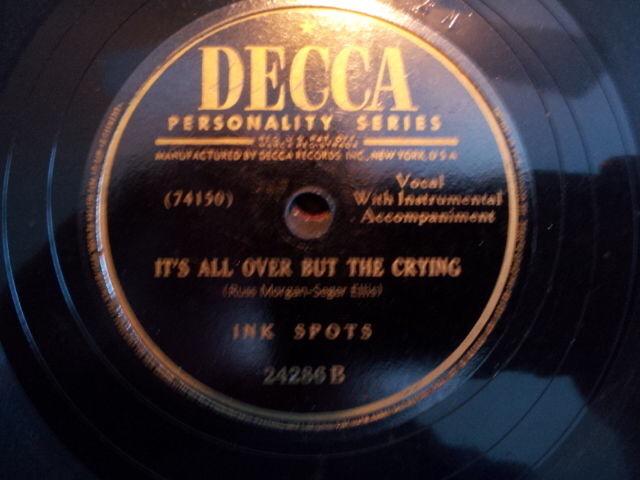 DECCA
PERSONALITY SERIES
MANUFACTURED BY DECCA RECORDS INC., NEW YORK, U S A
(74150)
Vocal
With Instrumental
Accompaniment
IT'S ALL OVER BUT THE CRYING
(Russ Morgan-Seger Ellis)
INK SPOTS
24286 B